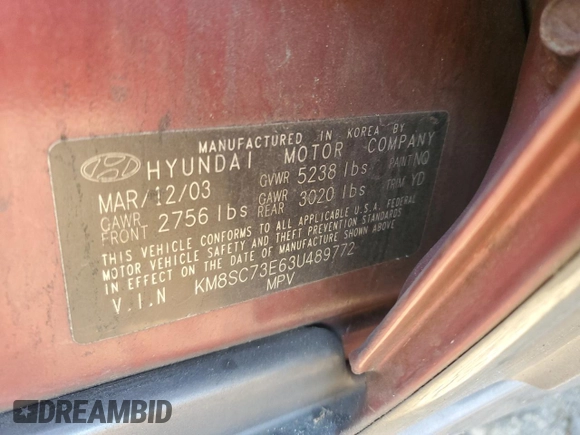 MANUFACTURED IN KOREA BY
HYUNDAI MOTOR COMPANY
MAR/12/03 GVWR 5238 lbs PAINT NQ
GAWR FRONT 2756 lbs GAWR REAR 3020 lbs TRIM YD
THIS VEHICLE CONFORMS TO ALL APPLICABLE U.S.A. FEDERAL
MOTOR VEHICLE SAFETY AND THEFT PREVENTION STANDARDS
IN EFFECT ON THE DATE OF MANUFACTURE SHOWN ABOVE.
V.I.N KM8SC73E63U489772
MPV
DREAMBID